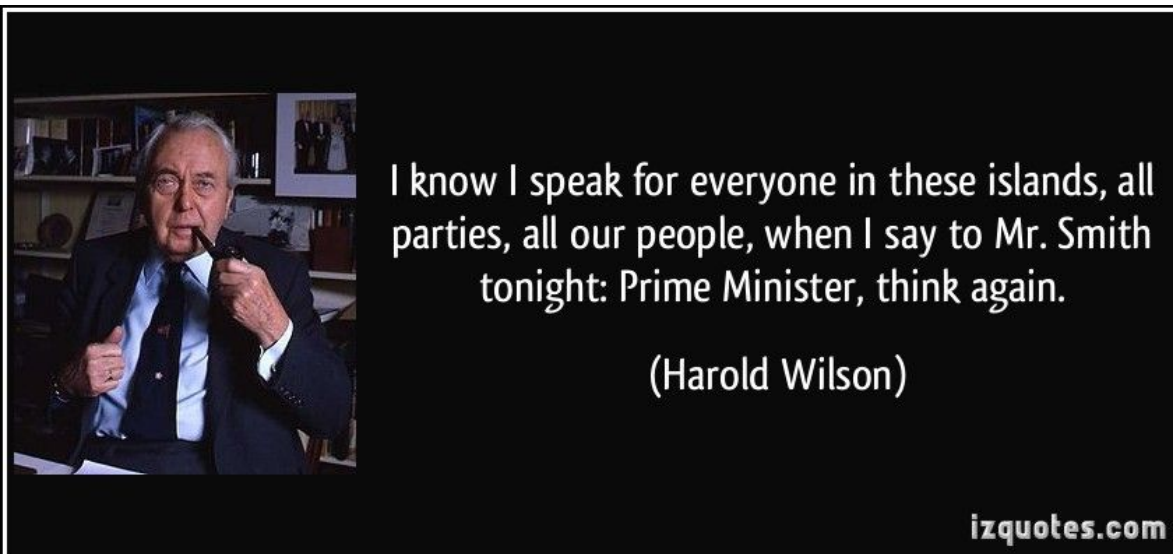 I know I speak for everyone in these islands, all
parties, all our people, when I say to Mr. Smith
tonight: Prime Minister, think again.
(Harold Wilson)
izquotes.com